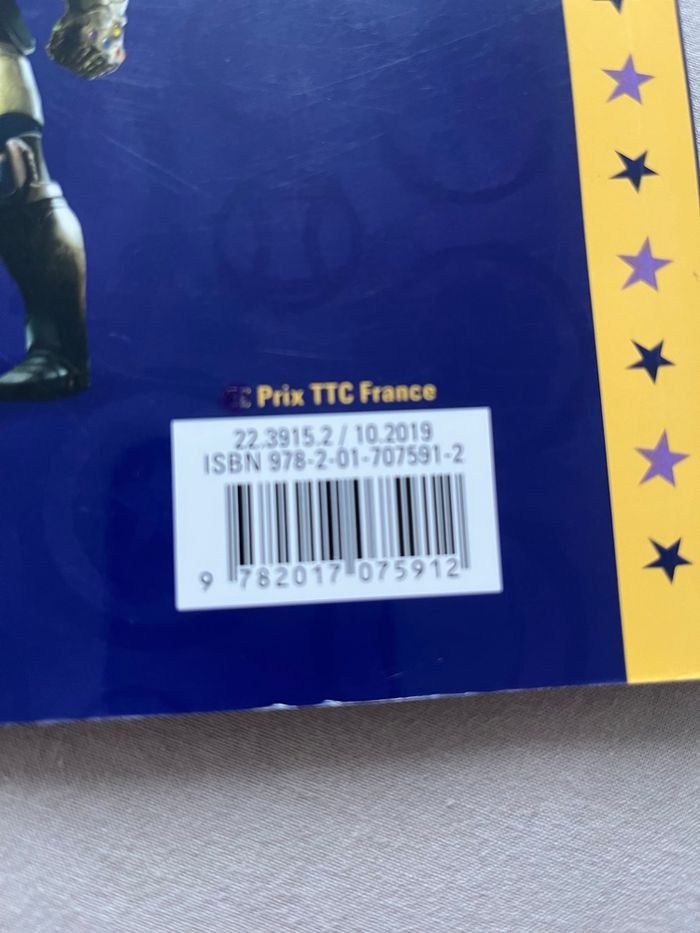 Prix TTC France
22.3915.2 / 10.2019
ISBN 978-2-01-707591-2
9 782017 075912